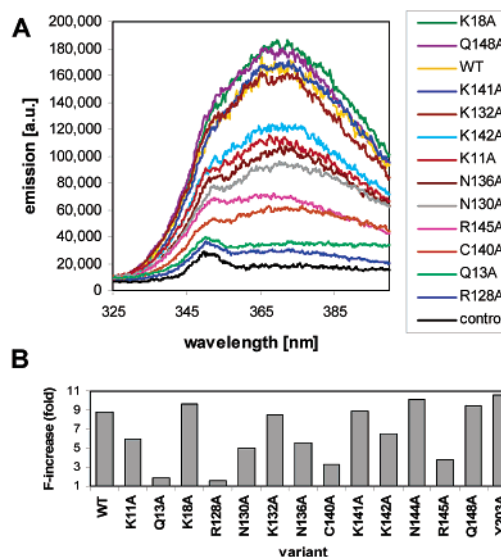 A
emission [a.u.]
200,000
180,000
160,000
140,000
120,000
100,000
80,000
60,000
40,000
20,000
0
325 345 365 385
wavelength [nm]
K18A
Q148A
WT
K141A
K132A
K142A
K11A
N136A
N130A
R145A
C140A
Q13A
R128A
control
B
F-increase (fold)
11
9
7
5
3
1
WT K11A Q13A K18A R128A N130A K132A N136A C140A K141A K142A N144A R145A Q148A Y203A
variant